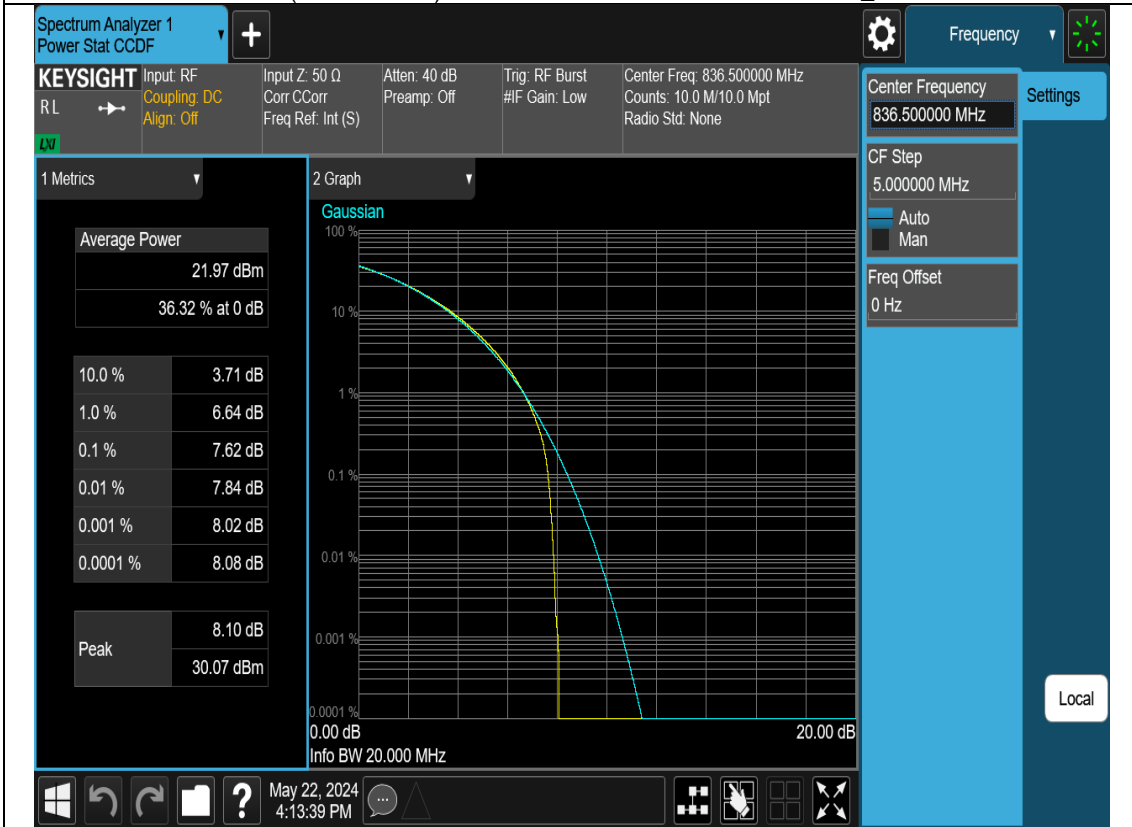 Spectrum Analyzer 1
Power Stat CCDF
Frequency
KEYSIGHT
R L
LXI
Input: RF
Coupling: DC
Align: Off
Input Z: 50 Ω
Corr CCorr
Freq Ref: Int (S)
Atten: 40 dB
Preamp: Off
Trig: RF Burst
#IF Gain: Low
Center Freq: 836.500000 MHz
Counts: 10.0 M/10.0 Mpt
Radio Std: None
Center Frequency
836.500000 MHz
Settings
CF Step
5.000000 MHz
Auto
Man
Freq Offset
0 Hz
1 Metrics
Average Power
21.97 dBm
36.32 % at 0 dB
10.0 % 3.71 dB
1.0 % 6.64 dB
0.1 % 7.62 dB
0.01 % 7.84 dB
0.001 % 8.02 dB
0.0001 % 8.08 dB
Peak
8.10 dB
30.07 dBm
2 Graph
Gaussian
100 %
10 %
1 %
0.1 %
0.01 %
0.001 %
0.0001 %
0.00 dB 20.00 dB
Info BW 20.000 MHz
Local
?
May 22, 2024
4:13:39 PM